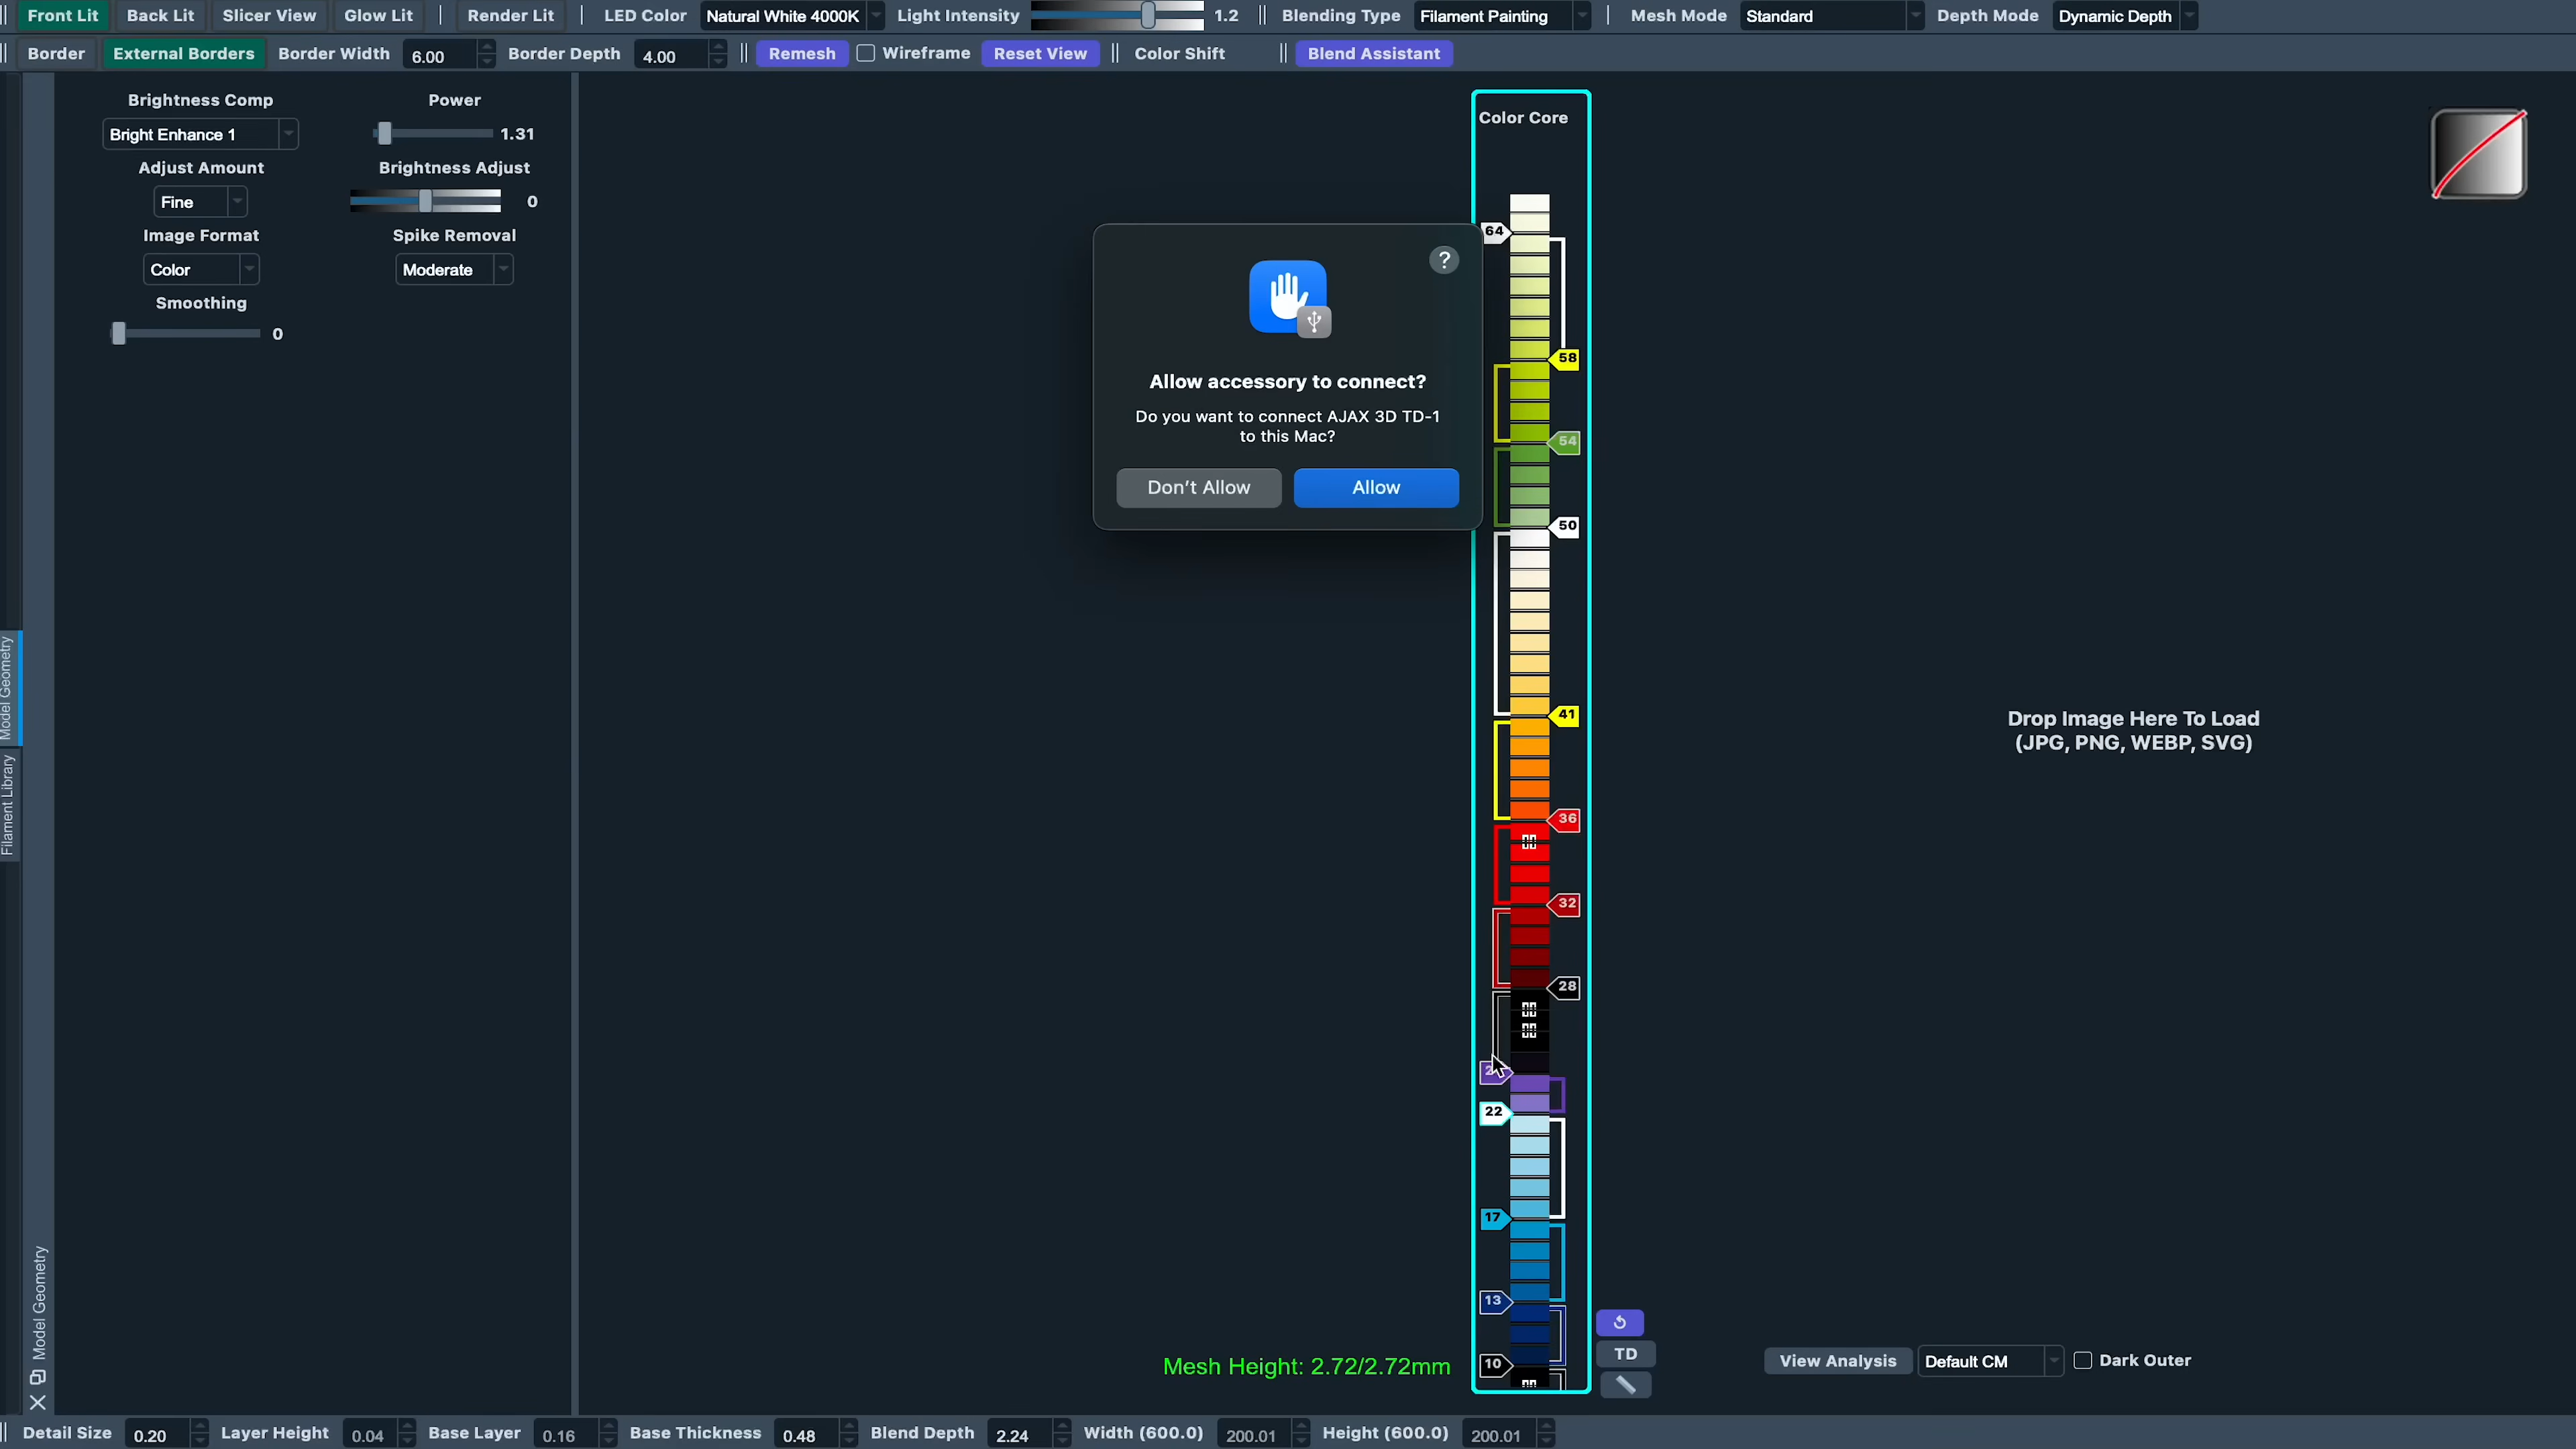 Front Lit Back Lit Slicer View Glow Lit Render Lit LED Color Natural White 4000K Light Intensity 1.2 Blending Type Filament Painting Mesh Mode Standard Depth Mode Dynamic Depth
Border External Borders Border Width 6.00 Border Depth 4.00 Remesh Wireframe Reset View Color Shift Blend Assistant
Brightness Comp Power
Bright Enhance 1 1.31
Adjust Amount Brightness Adjust
Fine 0
Image Format Spike Removal
Color Moderate
Smoothing
0
Model Geometry
Filament Library
Model Geometry
Allow accessory to connect?
Do you want to connect AJAX 3D TD-1
to this Mac?
Don't Allow Allow
?
Color Core
64
58
54
50
41
36
32
28
22
17
13
10
Mesh Height: 2.72/2.72mm
TD
Drop Image Here To Load
(JPG, PNG, WEBP, SVG)
View Analysis Default CM Dark Outer
Detail Size 0.20 Layer Height 0.04 Base Layer 0.16 Base Thickness 0.48 Blend Depth 2.24 Width (600.0) 200.01 Height (600.0) 200.01